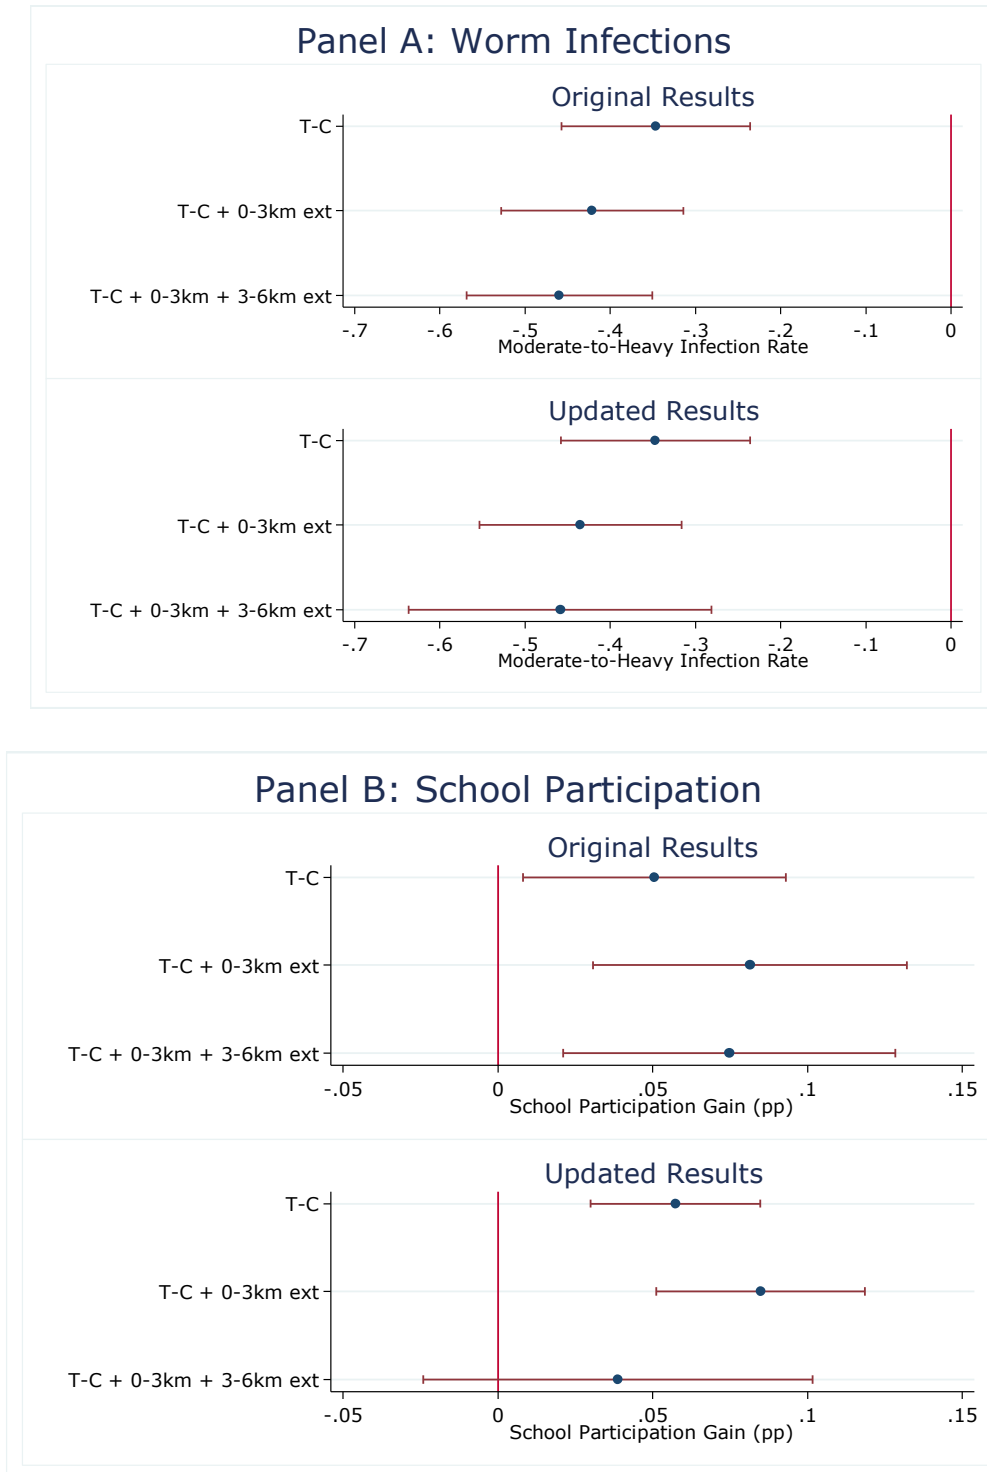 Panel A: Worm Infections
Original Results
T-C
T-C + 0-3km ext
T-C + 0-3km + 3-6km ext
-.7 -.6 -.5 -.4 -.3 -.2 -.1 0
Moderate-to-Heavy Infection Rate
Updated Results
T-C
T-C + 0-3km ext
T-C + 0-3km + 3-6km ext
-.7 -.6 -.5 -.4 -.3 -.2 -.1 0
Moderate-to-Heavy Infection Rate
Panel B: School Participation
Original Results
T-C
T-C + 0-3km ext
T-C + 0-3km + 3-6km ext
-.05 0 .05 .1 .15
School Participation Gain (pp)
Updated Results
T-C
T-C + 0-3km ext
T-C + 0-3km + 3-6km ext
-.05 0 .05 .1 .15
School Participation Gain (pp)